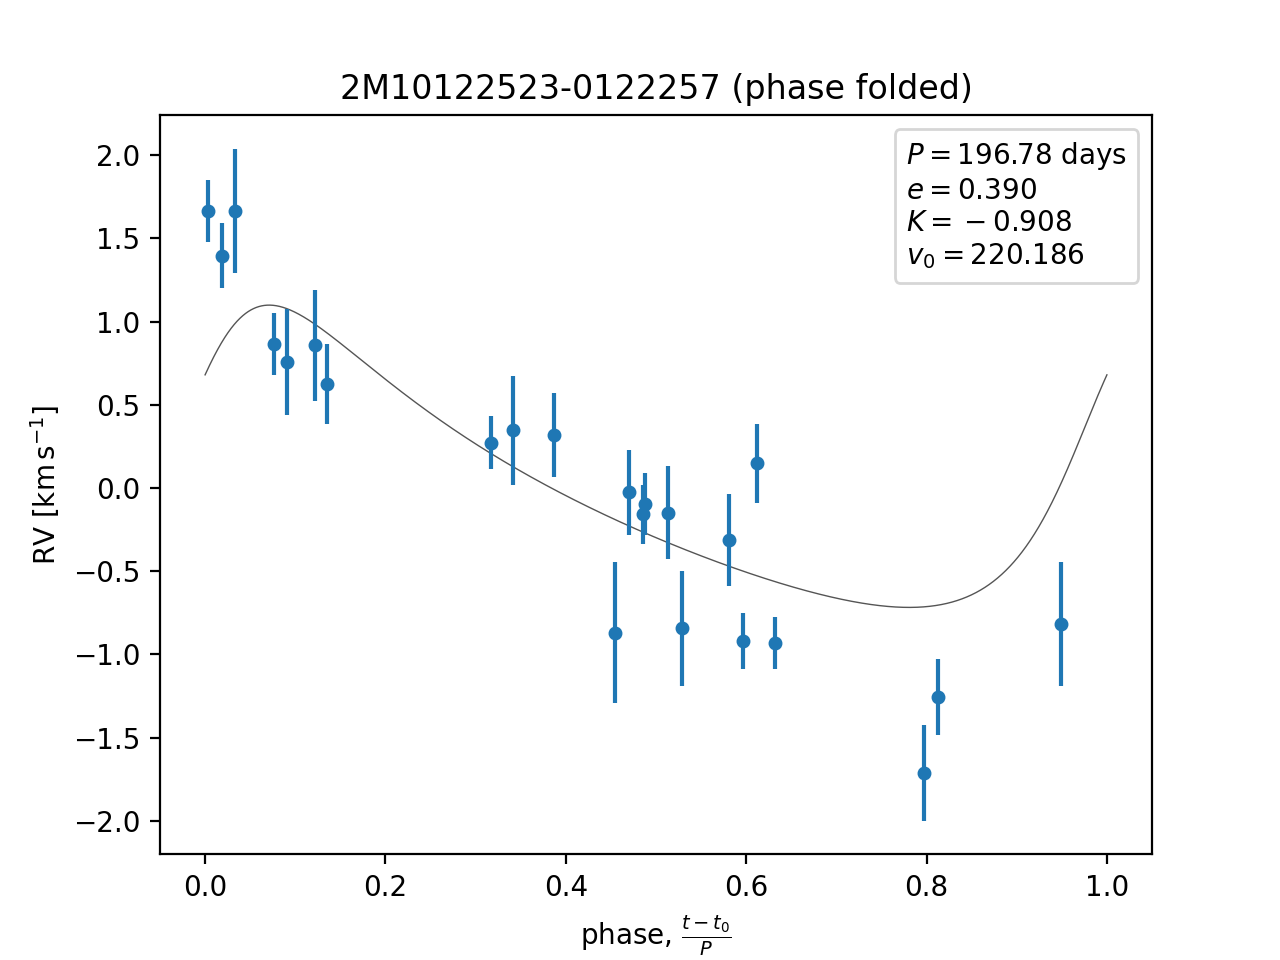 2M10122523-0122257 (phase folded)
P = 196.78 days
e = 0.390
K = −0.908
v₀ = 220.186
RV [km s⁻¹]
2.0
1.5
1.0
0.5
0.0
−0.5
−1.0
−1.5
−2.0
0.0 0.2 0.4 0.6 0.8 1.0
phase, (t − t₀)/P